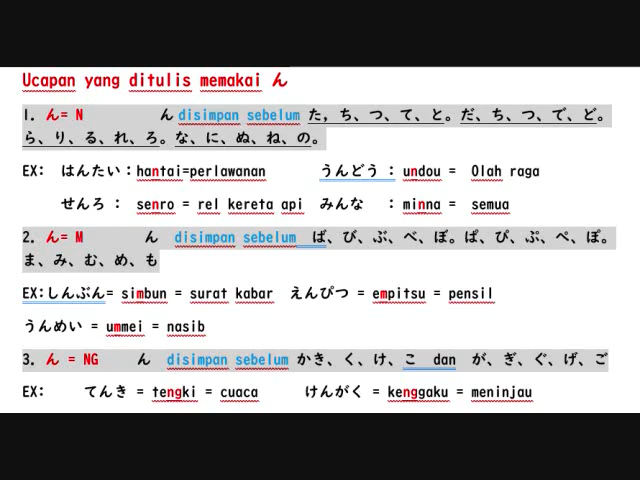 Ucapan yang ditulis memakai ん
1. ん= N ん disimpan sebelum た, ち、つ、て、と。だ、ち、つ、で、ど。
ら、り、る、れ、ろ。な、に、ぬ、ね、の。
EX: はんたい：hantai=perlawanan うんどう : undou = Olah raga
せんろ : senro = rel kereta api みんな : minna = semua
2. ん= M ん disimpan sebelum ば、び、ぶ、べ、ぼ。ぱ、ぴ、ぷ、ぺ、ぽ。
ま、み、む、め、も
EX:しんぶん= simbun = surat kabar えんぴつ = empitsu = pensil
うんめい = ummei = nasib
3. ん = NG ん disimpan sebelum かき、く、け、こ dan が、ぎ、ぐ、げ、ご
EX: てんき = tengki = cuaca けんがく = kenggaku = meninjau